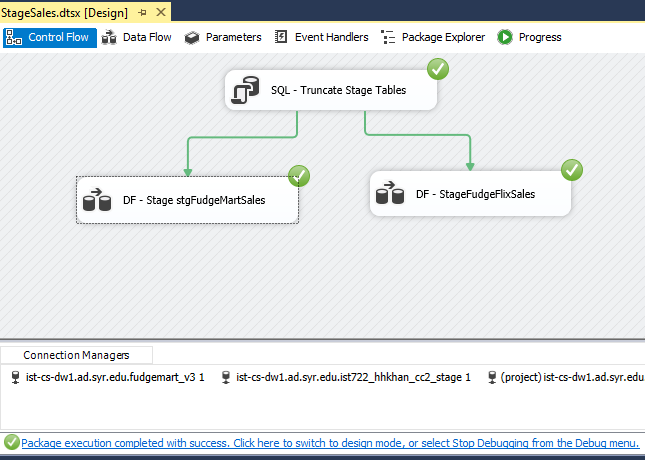 StageSales.dtsx [Design]
Control Flow Data Flow Parameters Event Handlers Package Explorer Progress
SQL - Truncate Stage Tables
DF - Stage stgFudgeMartSales
DF - StageFudgeFlixSales
Connection Managers
ist-cs-dw1.ad.syr.edu.fudgemart_v3 1 ist-cs-dw1.ad.syr.edu.ist722_hhkhan_cc2_stage 1 (project) ist-cs-dw1.ad.syr.edu
Package execution completed with success. Click here to switch to design mode, or select Stop Debugging from the Debug menu.